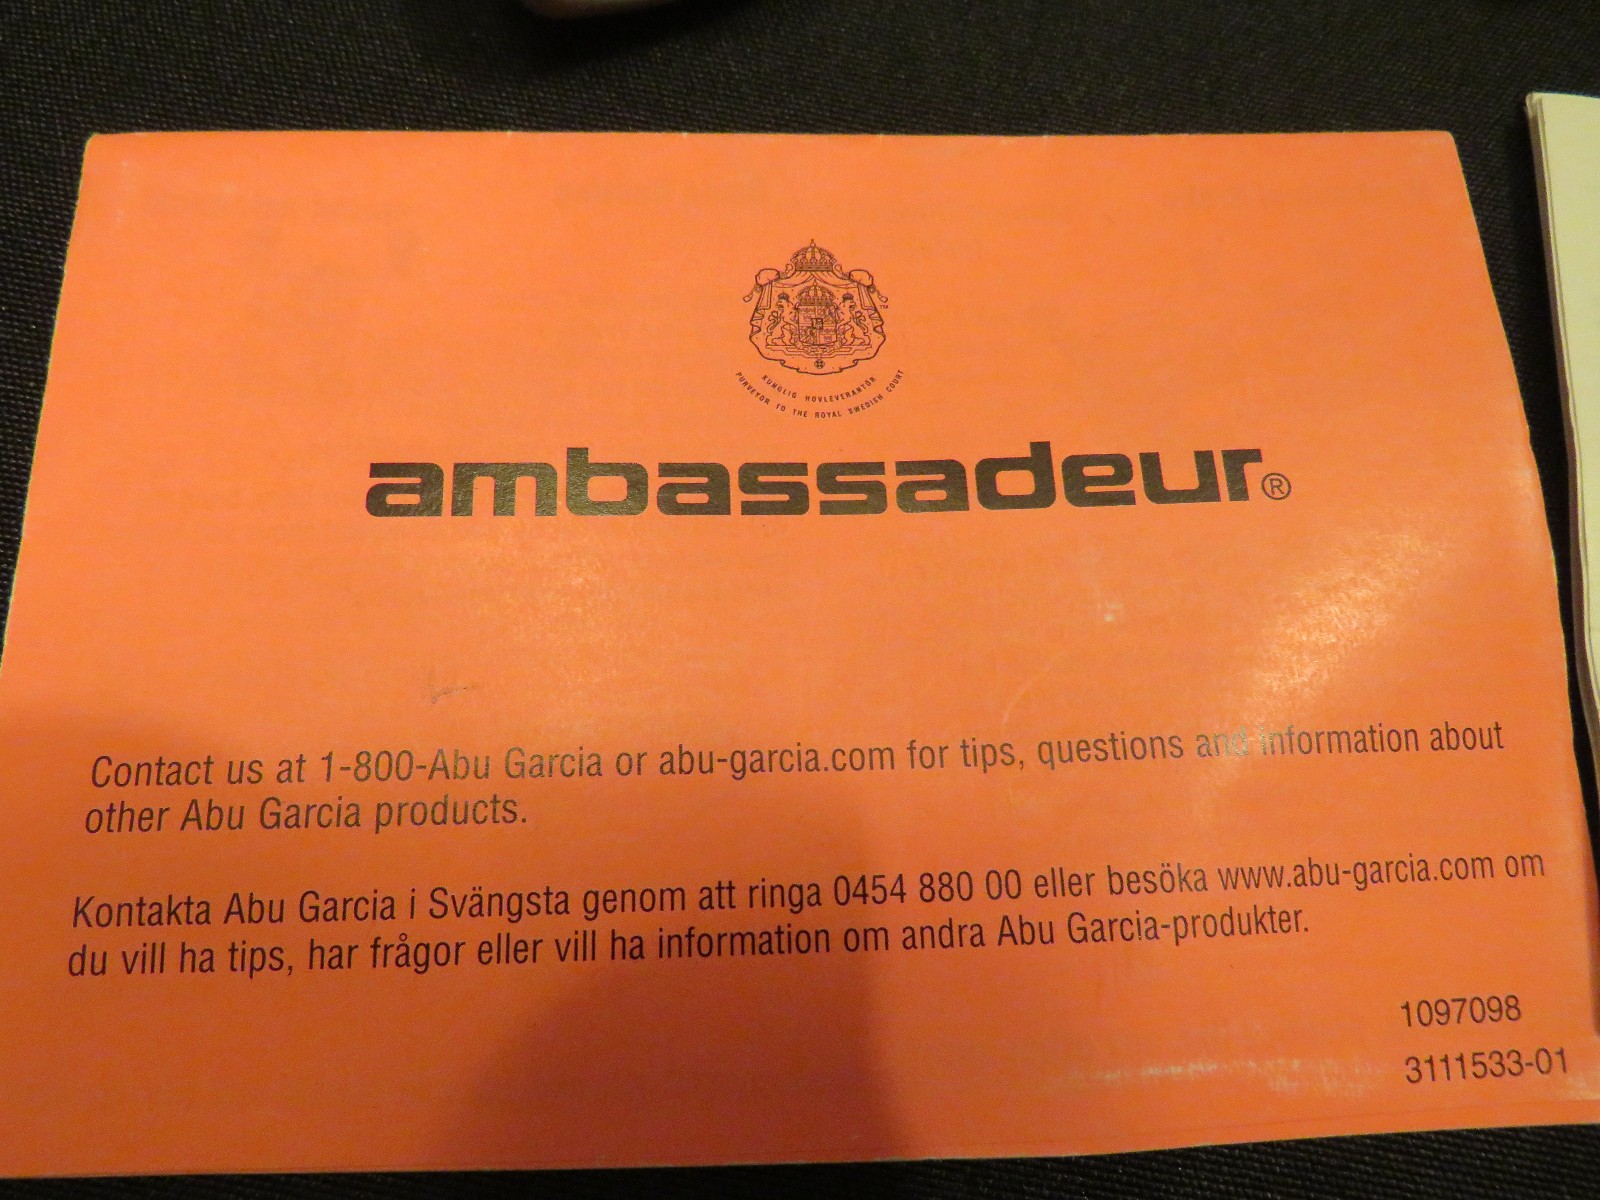 KUNGLIG HOVLEVERANTÖR
PURVEYOR TO THE ROYAL SWEDISH COURT
ambassadeur®
Contact us at 1-800-Abu Garcia or abu-garcia.com for tips, questions and information about
other Abu Garcia products.
Kontakta Abu Garcia i Svängsta genom att ringa 0454 880 00 eller besöka www.abu-garcia.com om
du vill ha tips, har frågor eller vill ha information om andra Abu Garcia-produkter.
1097098
3111533-01